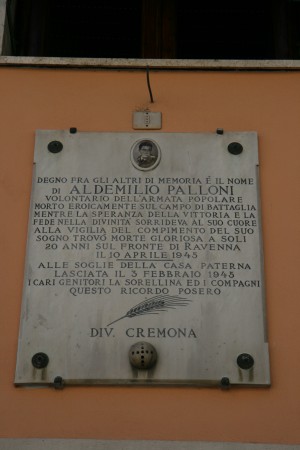 DEGNO FRA GLI ALTRI DI MEMORIA É IL NOME
DI ALDEMILIO PALLONI
VOLONTARIO DELL'ARMATA POPOLARE
MORTO EROICAMENTE SUL CAMPO DI BATTAGLIA
MENTRE LA SPERANZA DELLA VITTORIA E LA
FEDE NELLA DIVINITÀ SORRIDEVA AL SUO CUORE
ALLA VIGILIA DEL COMPIMENTO DEL SUO
SOGNO TROVÒ MORTE GLORIOSA A SOLI
20 ANNI SUL FRONTE DI RAVENNA
IL 10 APRILE 1945
ALLE SOGLIE DELLA CASA PATERNA
LASCIATA IL 3 FEBBRAIO 1945
I CARI GENITORI LA SORELLINA ED I COMPAGNI
QUESTO RICORDO POSERO
DIV. CREMONA